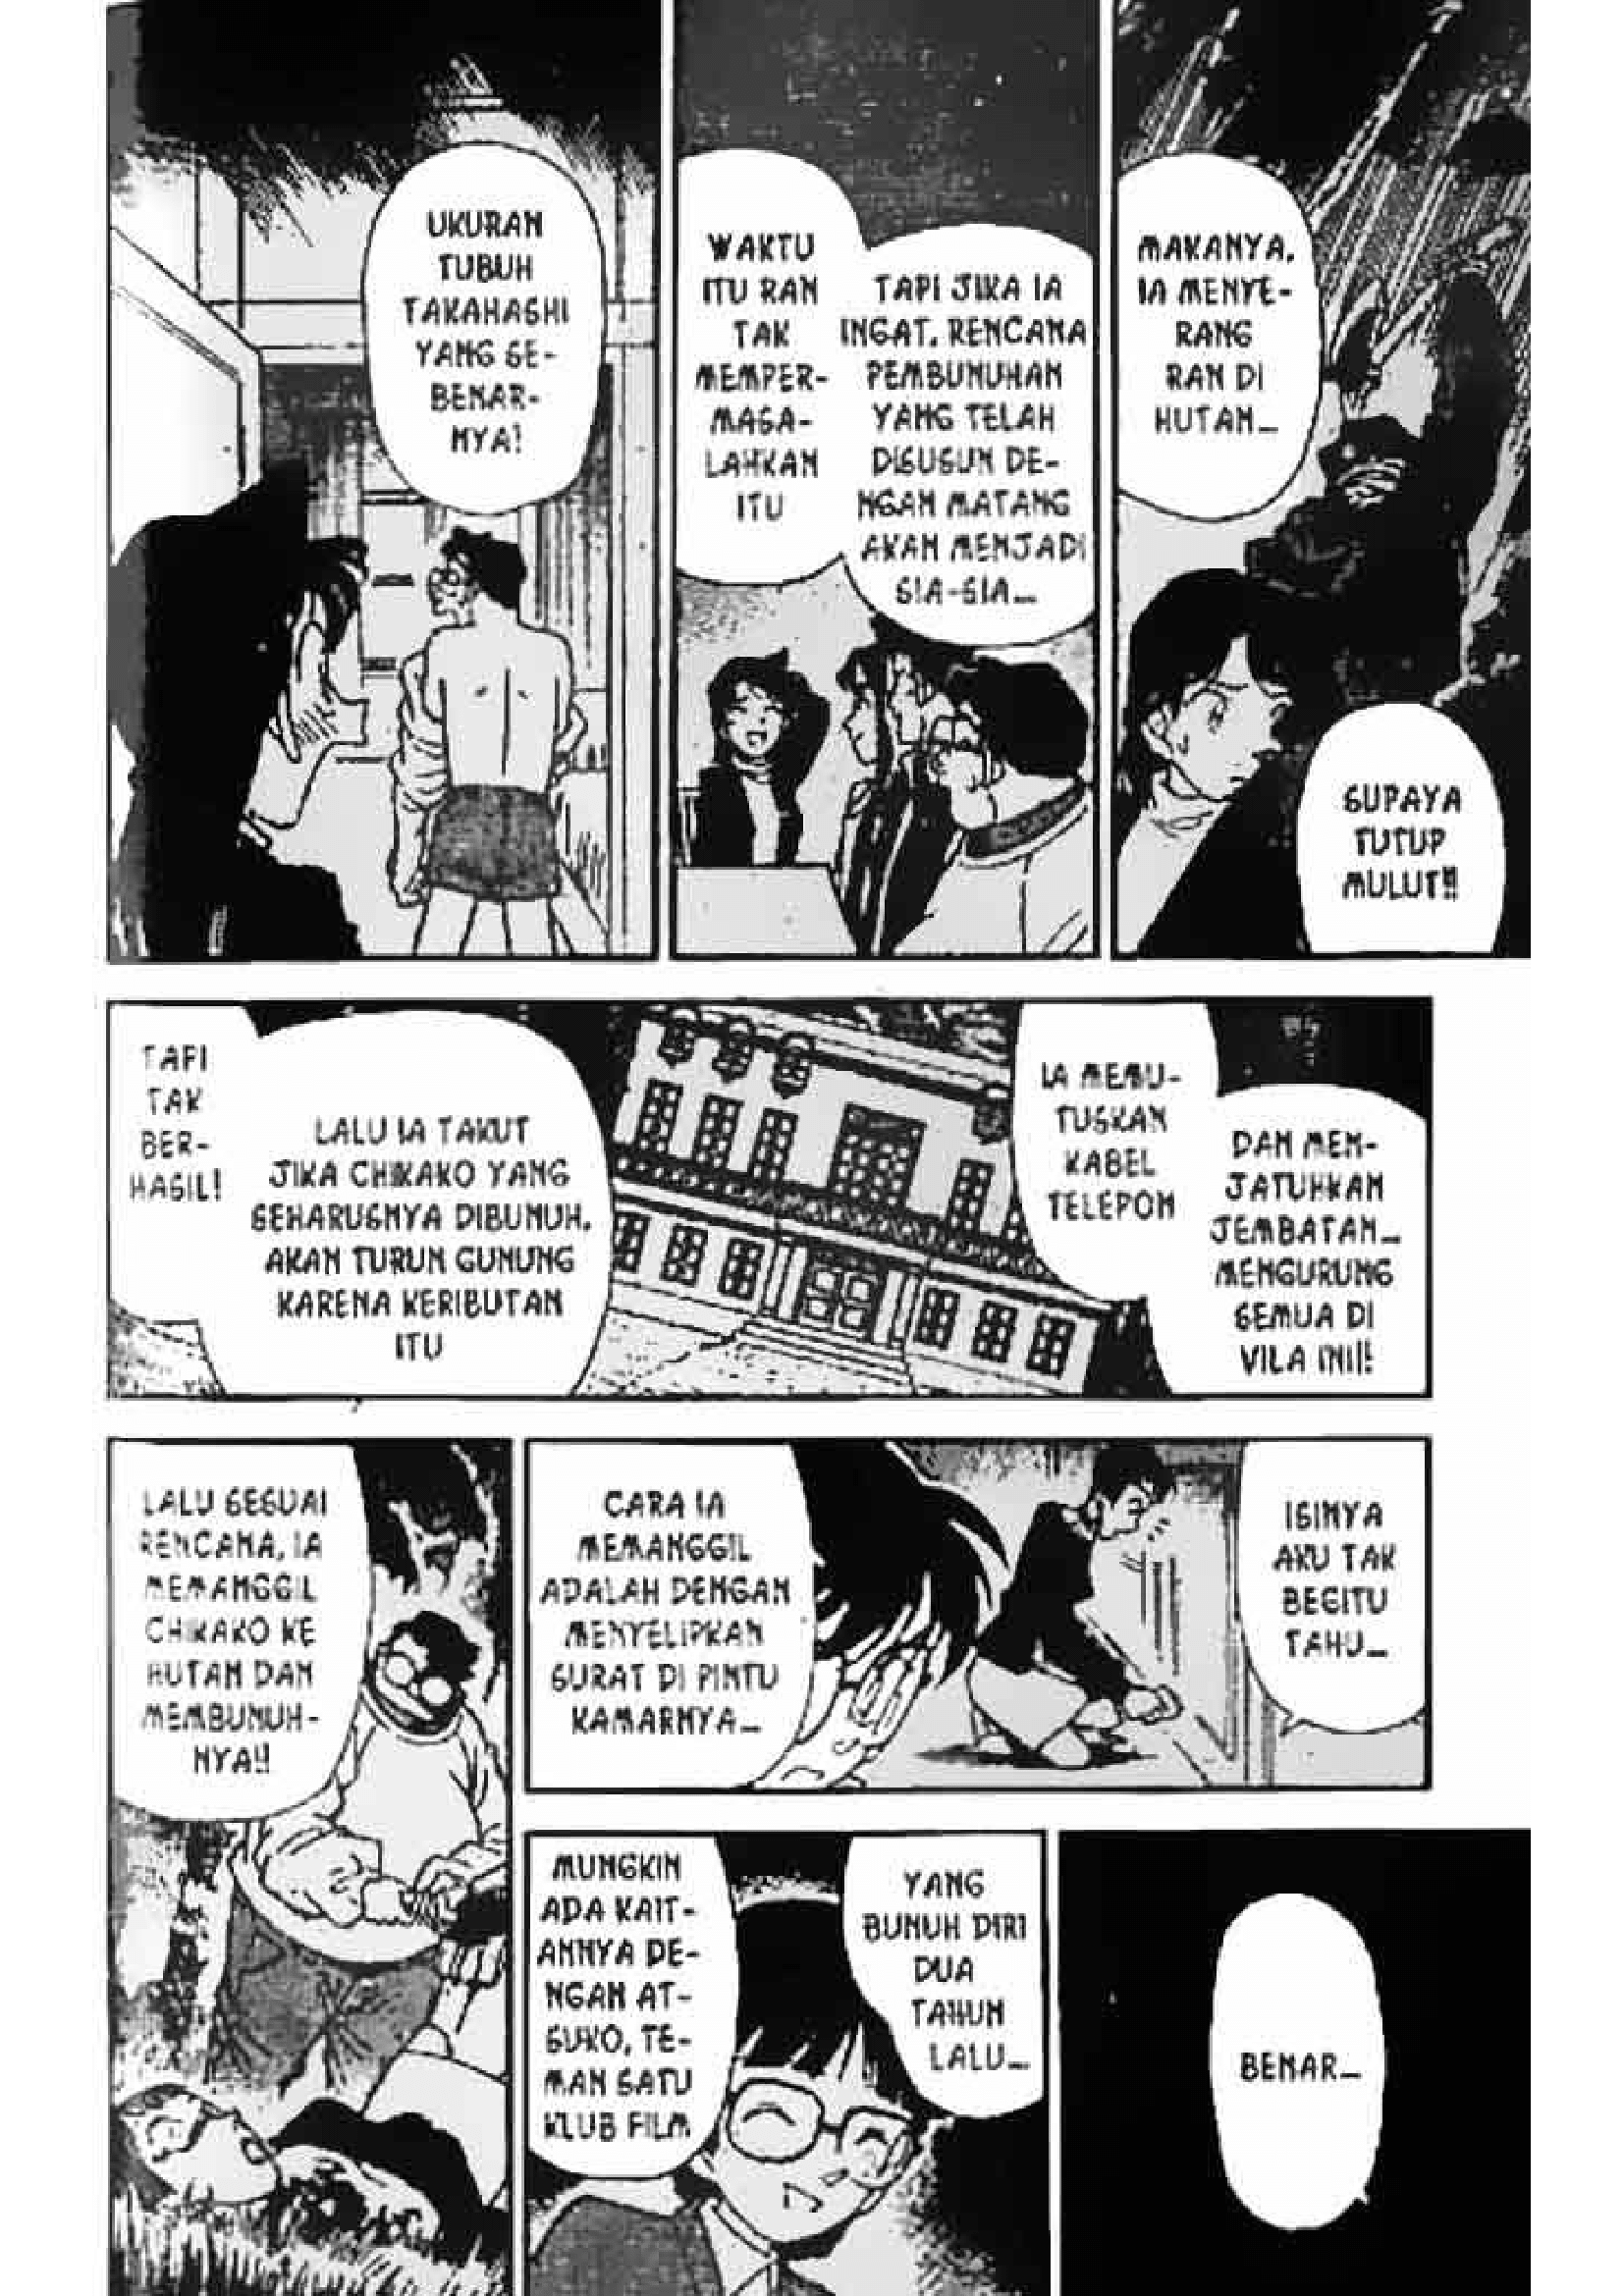 UKURAN
TUBUH
TAKAHASHI
YANG SE-
BENAR-
NYA!
WAKTU
ITU RAN
TAK
MEMPER-
MASA-
LAHKAN
ITU
TAPI JIKA IA
INGAT, RENCANA
PEMBUNUHAN
YANG TELAH
DISUSUN DE-
NGAN MATANG
AKAN MENJADI
SIA-SIA...
MAKANYA,
IA MENYE-
RANG
RAN DI
HUTAN...
SUPAYA
TUTUP
MULUT!!
TAPI
TAK
BER-
HASIL!
LALU IA TAKUT
JIKA CHIKAKO YANG
SEHARUSNYA DIBUNUH,
AKAN TURUN GUNUNG
KARENA KERIBUTAN
ITU
IA MEMU-
TUSKAN
KABEL
TELEPON
DAN MEN-
JATUHKAN
JEMBATAN...
MENGURUNG
SEMUA DI
VILA INI!!
LALU SESUAI
RENCANA, IA
MEMANGGIL
CHIKAKO KE
HUTAN DAN
MEMBUNUH-
NYA!!
CARA IA
MEMANGGIL
ADALAH DENGAN
MENYELIPKAN
SURAT DI PINTU
KAMARNYA...
ISINYA
AKU TAK
BEGITU
TAHU...
MUNGKIN
ADA KAIT-
ANNYA DE-
NGAN AT-
SUKO, TE-
MAN SATU
KLUB FILM
YANG
BUNUH DIRI
DUA
TAHUN
LALU...
BENAR...